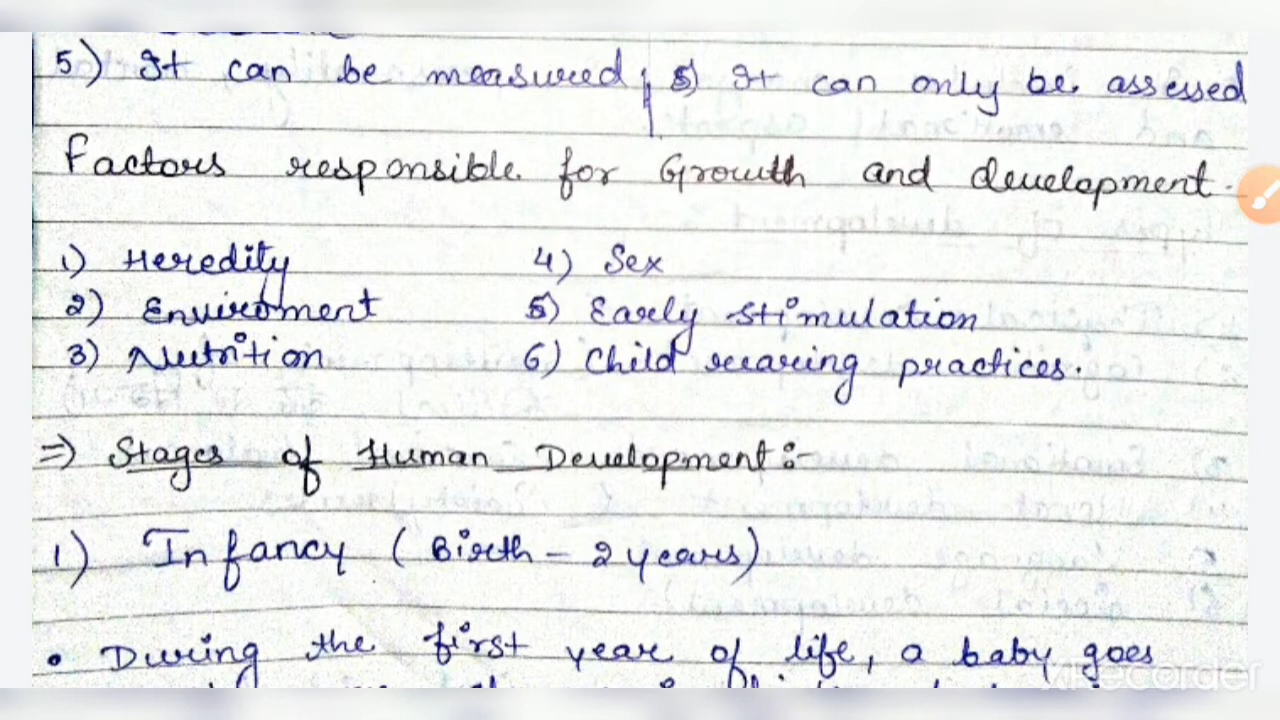 5) It can be measured 5) It can only be assessed
Factors responsible for Growth and development.
1) Heredity 4) Sex
2) Enviroment 5) Early stimulation
3) Nutrition 6) Child rearing practices.
=> Stages of Human Development :-
1) Infancy ( Birth - 2 years)
• During the first year of life, a baby goes
XRecorder